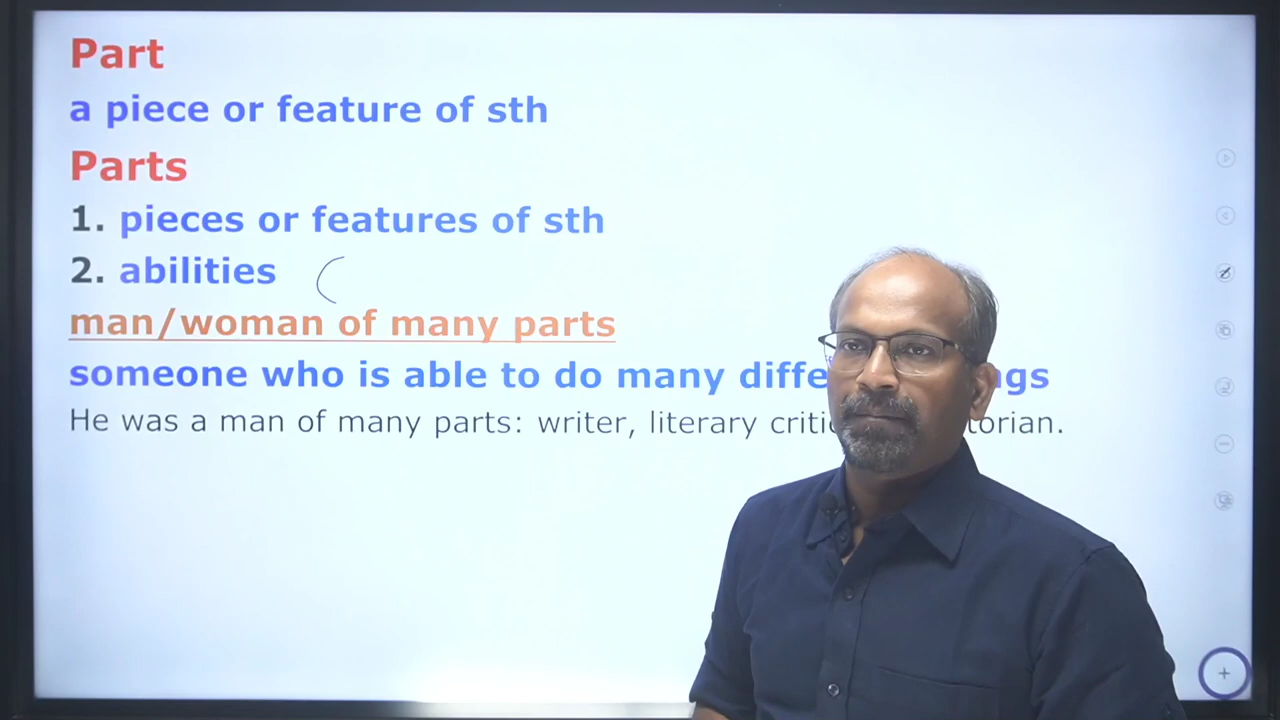 Part
a piece or feature of sth
Parts
1. pieces or features of sth
2. abilities
man/woman of many parts
someone who is able to do many
He was a man of many parts: writer, literary